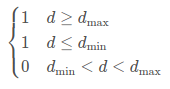 1 d ≥ d_max
1 d ≤ d_min
0 d_min < d < d_max